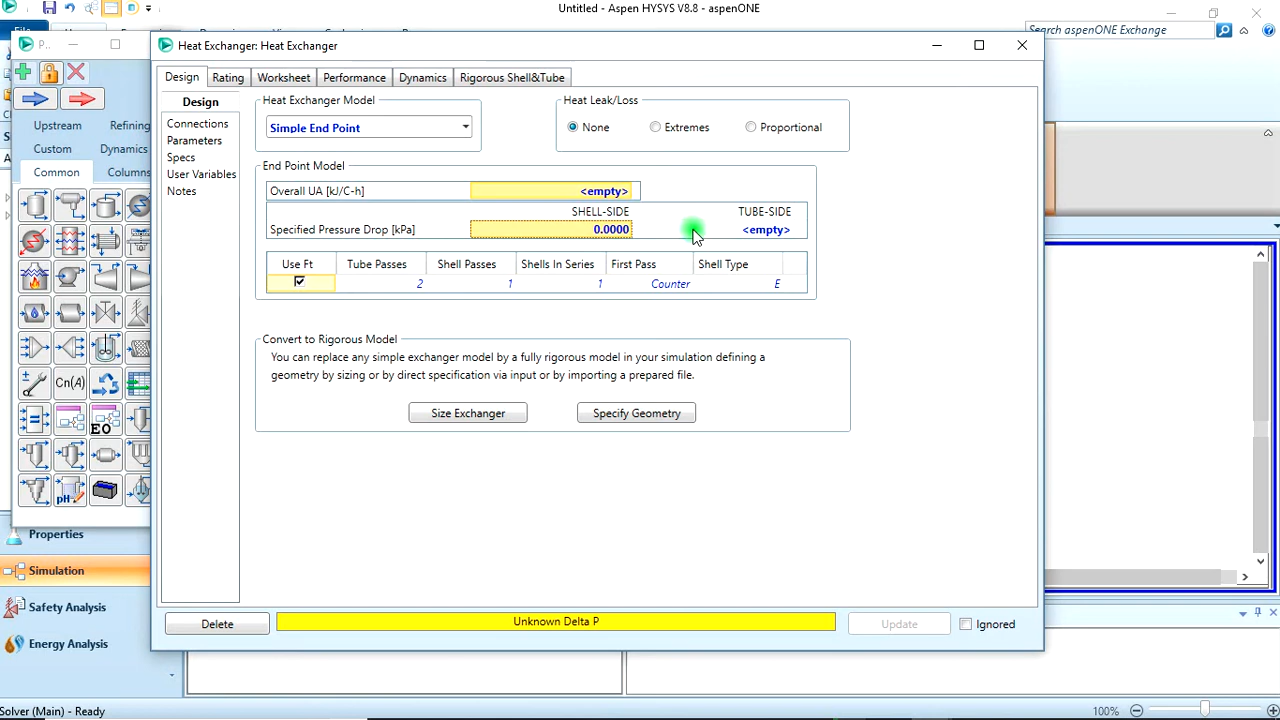 Untitled - Aspen HYSYS V8.8 - aspenONE
Search aspenONE Exchange
Heat Exchanger: Heat Exchanger
Design
Rating
Worksheet
Performance
Dynamics
Rigorous Shell&Tube
Design
Connections
Parameters
Specs
User Variables
Notes
Heat Exchanger Model
Simple End Point
Heat Leak/Loss
None
Extremes
Proportional
End Point Model
Overall UA [kJ/C-h]
<empty>
SHELL-SIDE
TUBE-SIDE
Specified Pressure Drop [kPa]
0.0000
<empty>
Use Ft
Tube Passes
Shell Passes
Shells In Series
First Pass
Shell Type
2
1
1
Counter
E
Convert to Rigorous Model
You can replace any simple exchanger model by a fully rigorous model in your simulation defining a
geometry by sizing or by direct specification via input or by importing a prepared file.
Size Exchanger
Specify Geometry
Delete
Unknown Delta P
Update
Ignored
Upstream
Refining
Custom
Dynamics
Common
Columns
Cn(A)
EO
pH
Properties
Simulation
Safety Analysis
Energy Analysis
Solver (Main) - Ready
100%